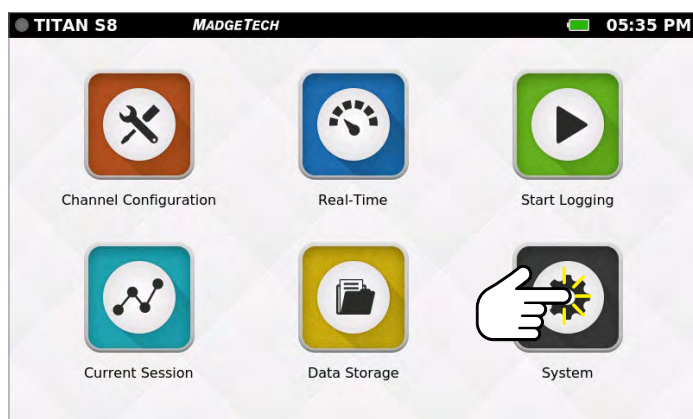 TITAN S8 MADGETECH 05:35 PM
Channel Configuration Real-Time Start Logging
Current Session Data Storage System